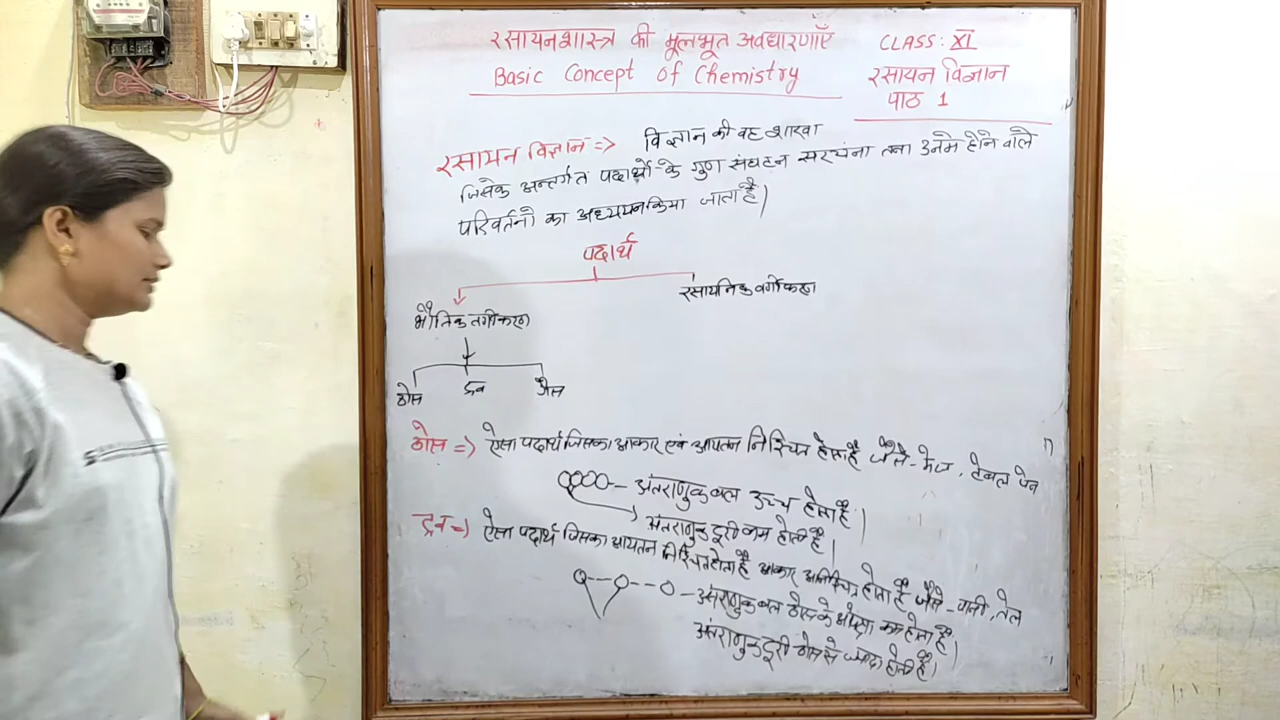 रसायनशास्त्र की मूलभूत अवधारणाएँ
Basic Concept of Chemistry
CLASS: XI
रसायन विज्ञान
पाठ 1
रसायन विज्ञान => विज्ञान की वह शाखा
जिसके अन्तर्गत पदार्थो के गुण संघटन सरचंना तथा उनमे होने वाले
परिवर्तनो का अध्ययन किया जाता है|
पदार्थ
भौतिक वर्गीकरण
रसायनिक वर्गीकरण
ठोस द्रव गैस
ठोस => ऐसा पदार्थ जिसका आकार एवं आयतन निश्चित होता है जैसे - मेज, टेबल पेन
अंतराणुक बल उच्च होता है|
अंतराणुक दूरी कम होती है|
द्रव => ऐसा पदार्थ जिसका आयतन निश्चित होता है आकार अनिश्चित होता है जैसे - पानी, तेल
अंतराणुक बल ठोस के अपेक्षा कम होता है|
अंतराणुक दूरी ठोस से ज्यादा होती है|